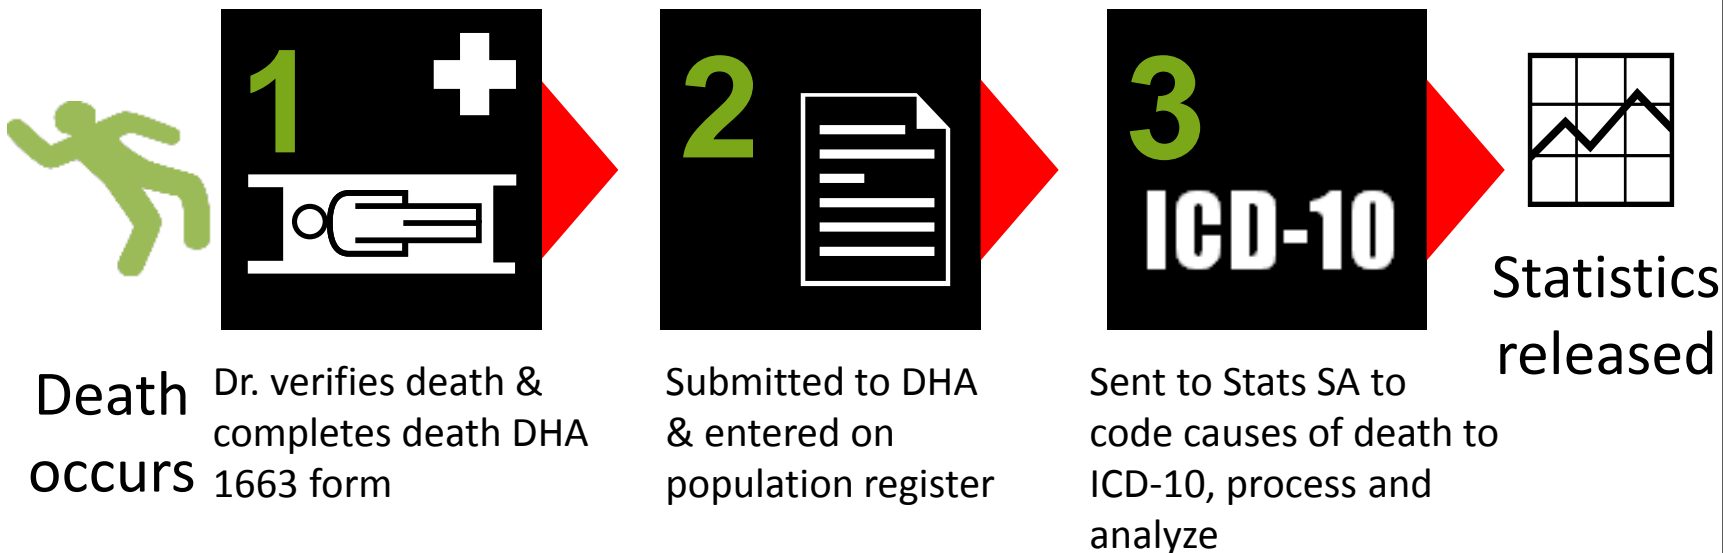 Death
occurs
1
Dr. verifies death &
completes death DHA
1663 form
2
Submitted to DHA
& entered on
population register
3
ICD-10
Sent to Stats SA to
code causes of death to
ICD-10, process and
analyze
Statistics
released